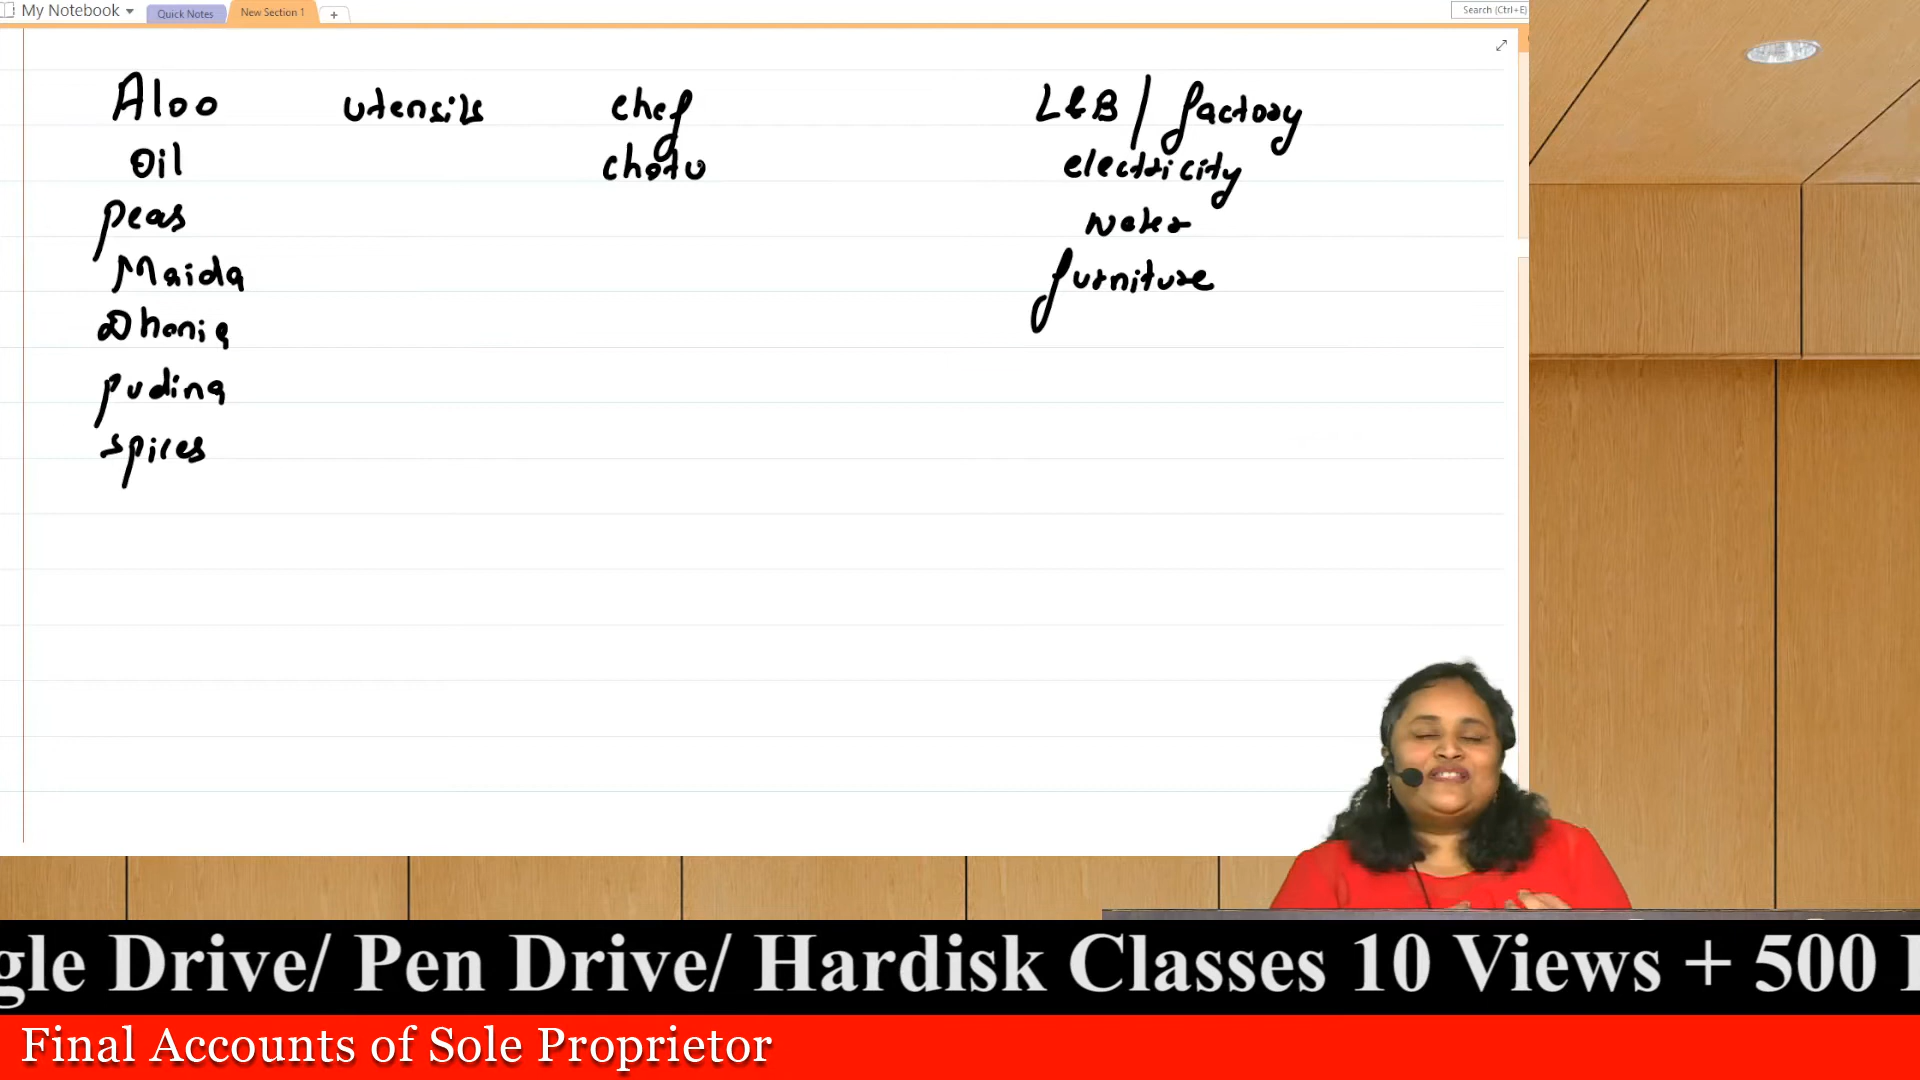 My Notebook
Quick Notes
New Section 1
+
Search (Ctrl+E)
Aloo utensils chef L&B / factory
Oil chotu electricity
peas water
Maida furniture
Dhania
pudina
spices
gle Drive/ Pen Drive/ Hardisk Classes 10 Views + 500
Final Accounts of Sole Proprietor